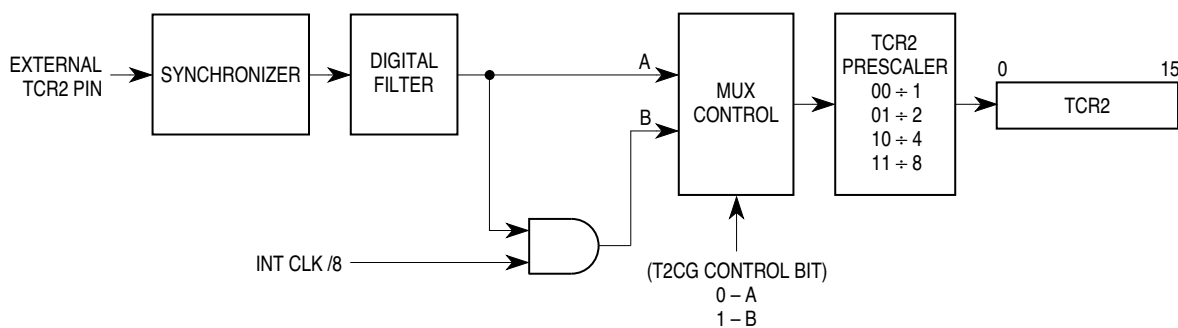 EXTERNAL
TCR2 PIN
SYNCHRONIZER
DIGITAL
FILTER
A
B
MUX
CONTROL
TCR2
PRESCALER
00 ÷ 1
01 ÷ 2
10 ÷ 4
11 ÷ 8
0 15
TCR2
INT CLK /8
(T2CG CONTROL BIT)
0 – A
1 – B